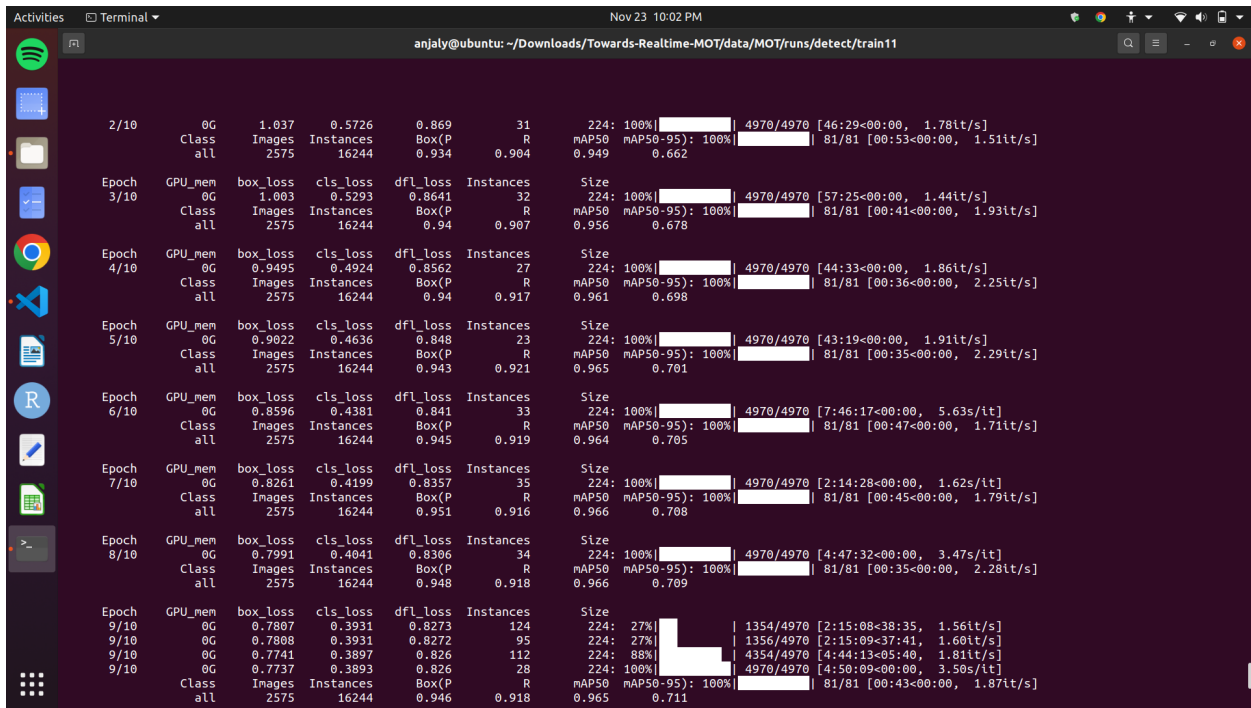 Activities Terminal Nov 23 10:02 PM
anjaly@ubuntu: ~/Downloads/Towards-Realtime-MOT/data/MOT/runs/detect/train11
2/10 0G 1.037 0.5726 0.869 31 224: 100%| | 4970/4970 [46:29<00:00, 1.78it/s]
Class Images Instances Box(P R mAP50 mAP50-95): 100%| | 81/81 [00:53<00:00, 1.51it/s]
all 2575 16244 0.934 0.904 0.949 0.662
Epoch GPU_mem box_loss cls_loss dfl_loss Instances Size
3/10 0G 1.003 0.5293 0.8641 32 224: 100%| | 4970/4970 [57:25<00:00, 1.44it/s]
Class Images Instances Box(P R mAP50 mAP50-95): 100%| | 81/81 [00:41<00:00, 1.93it/s]
all 2575 16244 0.94 0.907 0.956 0.678
Epoch GPU_mem box_loss cls_loss dfl_loss Instances Size
4/10 0G 0.9495 0.4924 0.8562 27 224: 100%| | 4970/4970 [44:33<00:00, 1.86it/s]
Class Images Instances Box(P R mAP50 mAP50-95): 100%| | 81/81 [00:36<00:00, 2.25it/s]
all 2575 16244 0.94 0.917 0.961 0.698
Epoch GPU_mem box_loss cls_loss dfl_loss Instances Size
5/10 0G 0.9022 0.4636 0.848 23 224: 100%| | 4970/4970 [43:19<00:00, 1.91it/s]
Class Images Instances Box(P R mAP50 mAP50-95): 100%| | 81/81 [00:35<00:00, 2.29it/s]
all 2575 16244 0.943 0.921 0.965 0.701
Epoch GPU_mem box_loss cls_loss dfl_loss Instances Size
6/10 0G 0.8596 0.4381 0.841 33 224: 100%| | 4970/4970 [7:46:17<00:00, 5.63s/it]
Class Images Instances Box(P R mAP50 mAP50-95): 100%| | 81/81 [00:47<00:00, 1.71it/s]
all 2575 16244 0.945 0.919 0.964 0.705
Epoch GPU_mem box_loss cls_loss dfl_loss Instances Size
7/10 0G 0.8261 0.4199 0.8357 35 224: 100%| | 4970/4970 [2:14:28<00:00, 1.62s/it]
Class Images Instances Box(P R mAP50 mAP50-95): 100%| | 81/81 [00:45<00:00, 1.79it/s]
all 2575 16244 0.951 0.916 0.966 0.708
Epoch GPU_mem box_loss cls_loss dfl_loss Instances Size
8/10 0G 0.7991 0.4041 0.8306 34 224: 100%| | 4970/4970 [4:47:32<00:00, 3.47s/it]
Class Images Instances Box(P R mAP50 mAP50-95): 100%| | 81/81 [00:35<00:00, 2.28it/s]
all 2575 16244 0.948 0.918 0.966 0.709
Epoch GPU_mem box_loss cls_loss dfl_loss Instances Size
9/10 0G 0.7807 0.3931 0.8273 124 224: 27%| | 1354/4970 [2:15:08<38:35, 1.56it/s]
9/10 0G 0.7808 0.3931 0.8272 95 224: 27%| | 1356/4970 [2:15:09<37:41, 1.60it/s]
9/10 0G 0.7741 0.3897 0.826 112 224: 88%| | 4354/4970 [4:44:13<05:40, 1.81it/s]
9/10 0G 0.7737 0.3893 0.826 28 224: 100%| | 4970/4970 [4:50:09<00:00, 3.50s/it]
Class Images Instances Box(P R mAP50 mAP50-95): 100%| | 81/81 [00:43<00:00, 1.87it/s]
all 2575 16244 0.946 0.918 0.965 0.711
R
>_